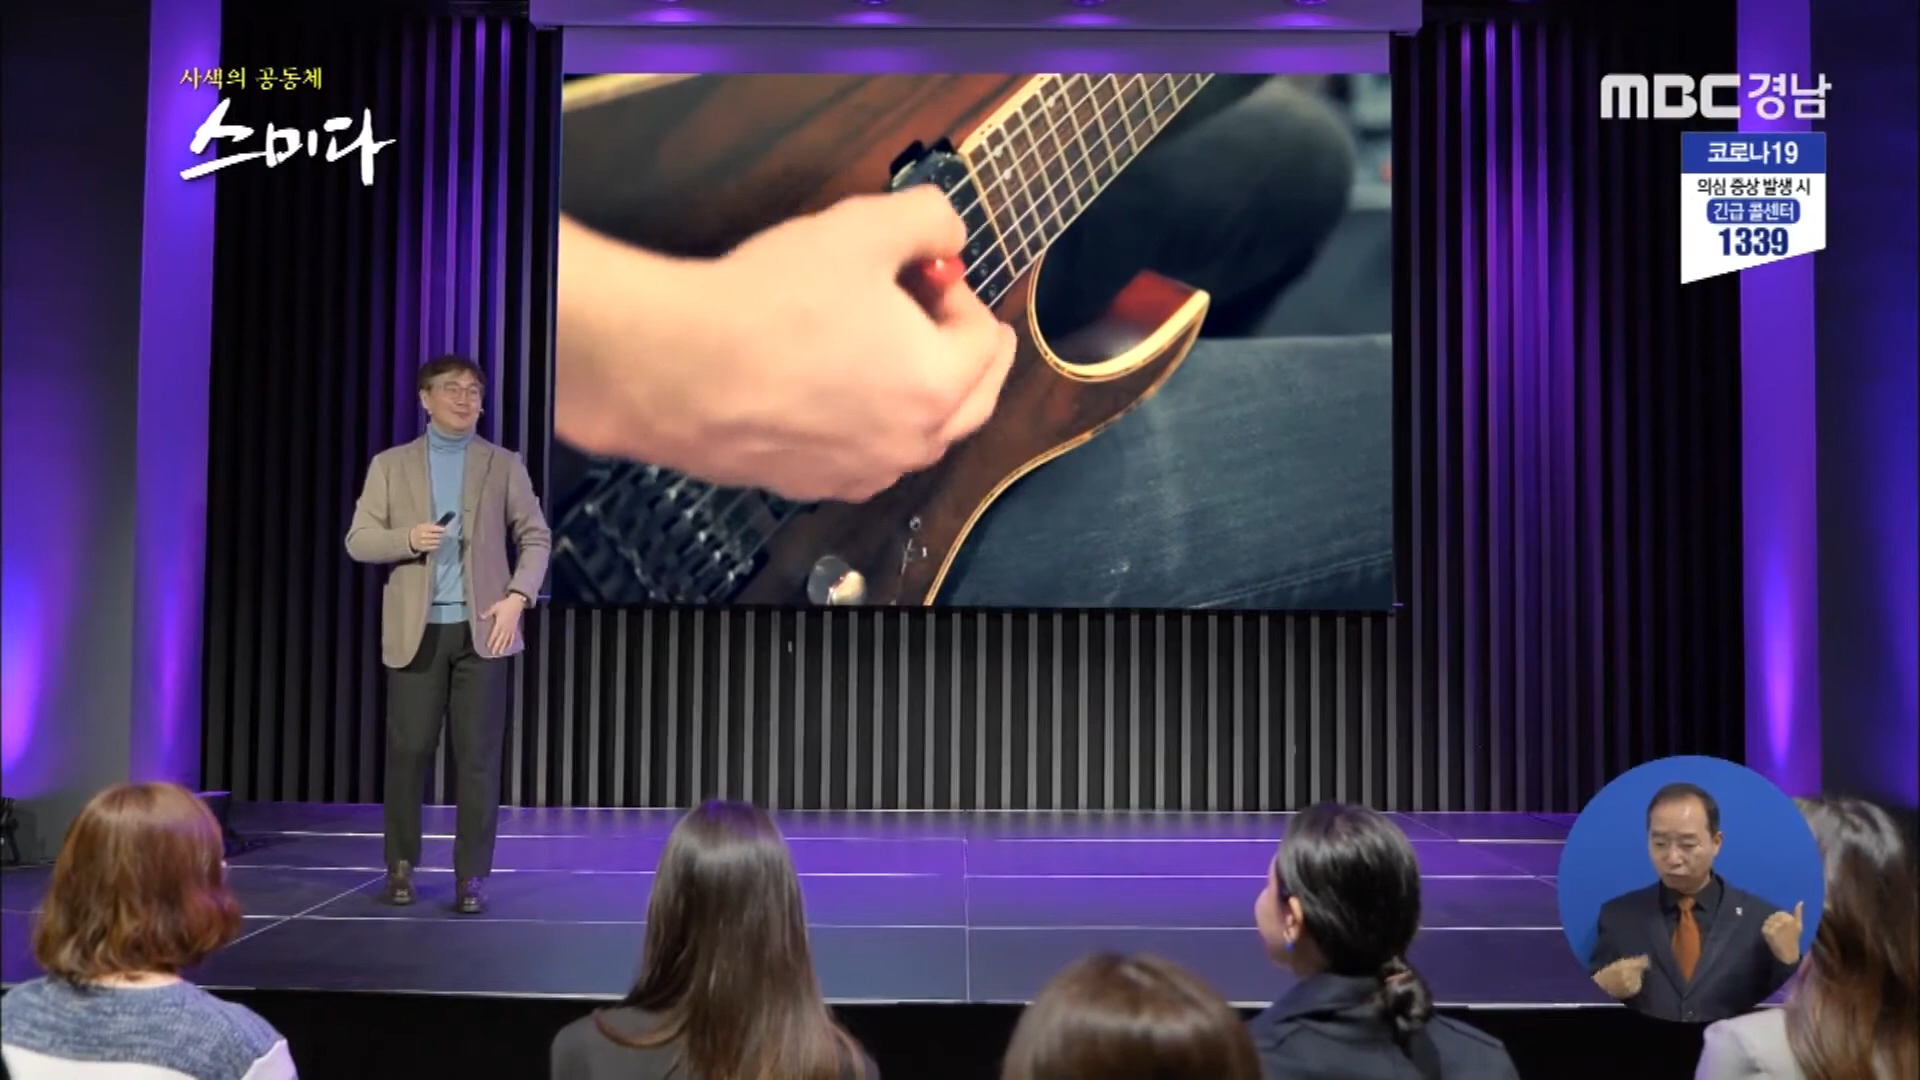 사색의 공동체
스미다
MBC경남
코로나19
의심 증상 발생 시
긴급 콜센터
1339